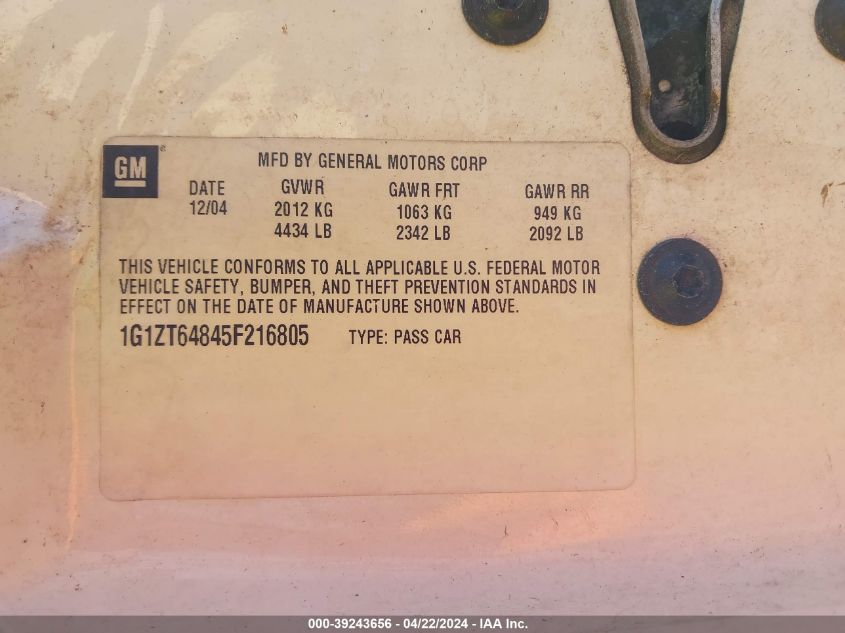 GM
MFD BY GENERAL MOTORS CORP
DATE GVWR GAWR FRT GAWR RR
12/04 2012 KG 1063 KG 949 KG
4434 LB 2342 LB 2092 LB
THIS VEHICLE CONFORMS TO ALL APPLICABLE U.S. FEDERAL MOTOR
VEHICLE SAFETY, BUMPER, AND THEFT PREVENTION STANDARDS IN
EFFECT ON THE DATE OF MANUFACTURE SHOWN ABOVE.
1G1ZT64845F216805 TYPE: PASS CAR
000-39243656 - 04/22/2024 - IAA Inc.